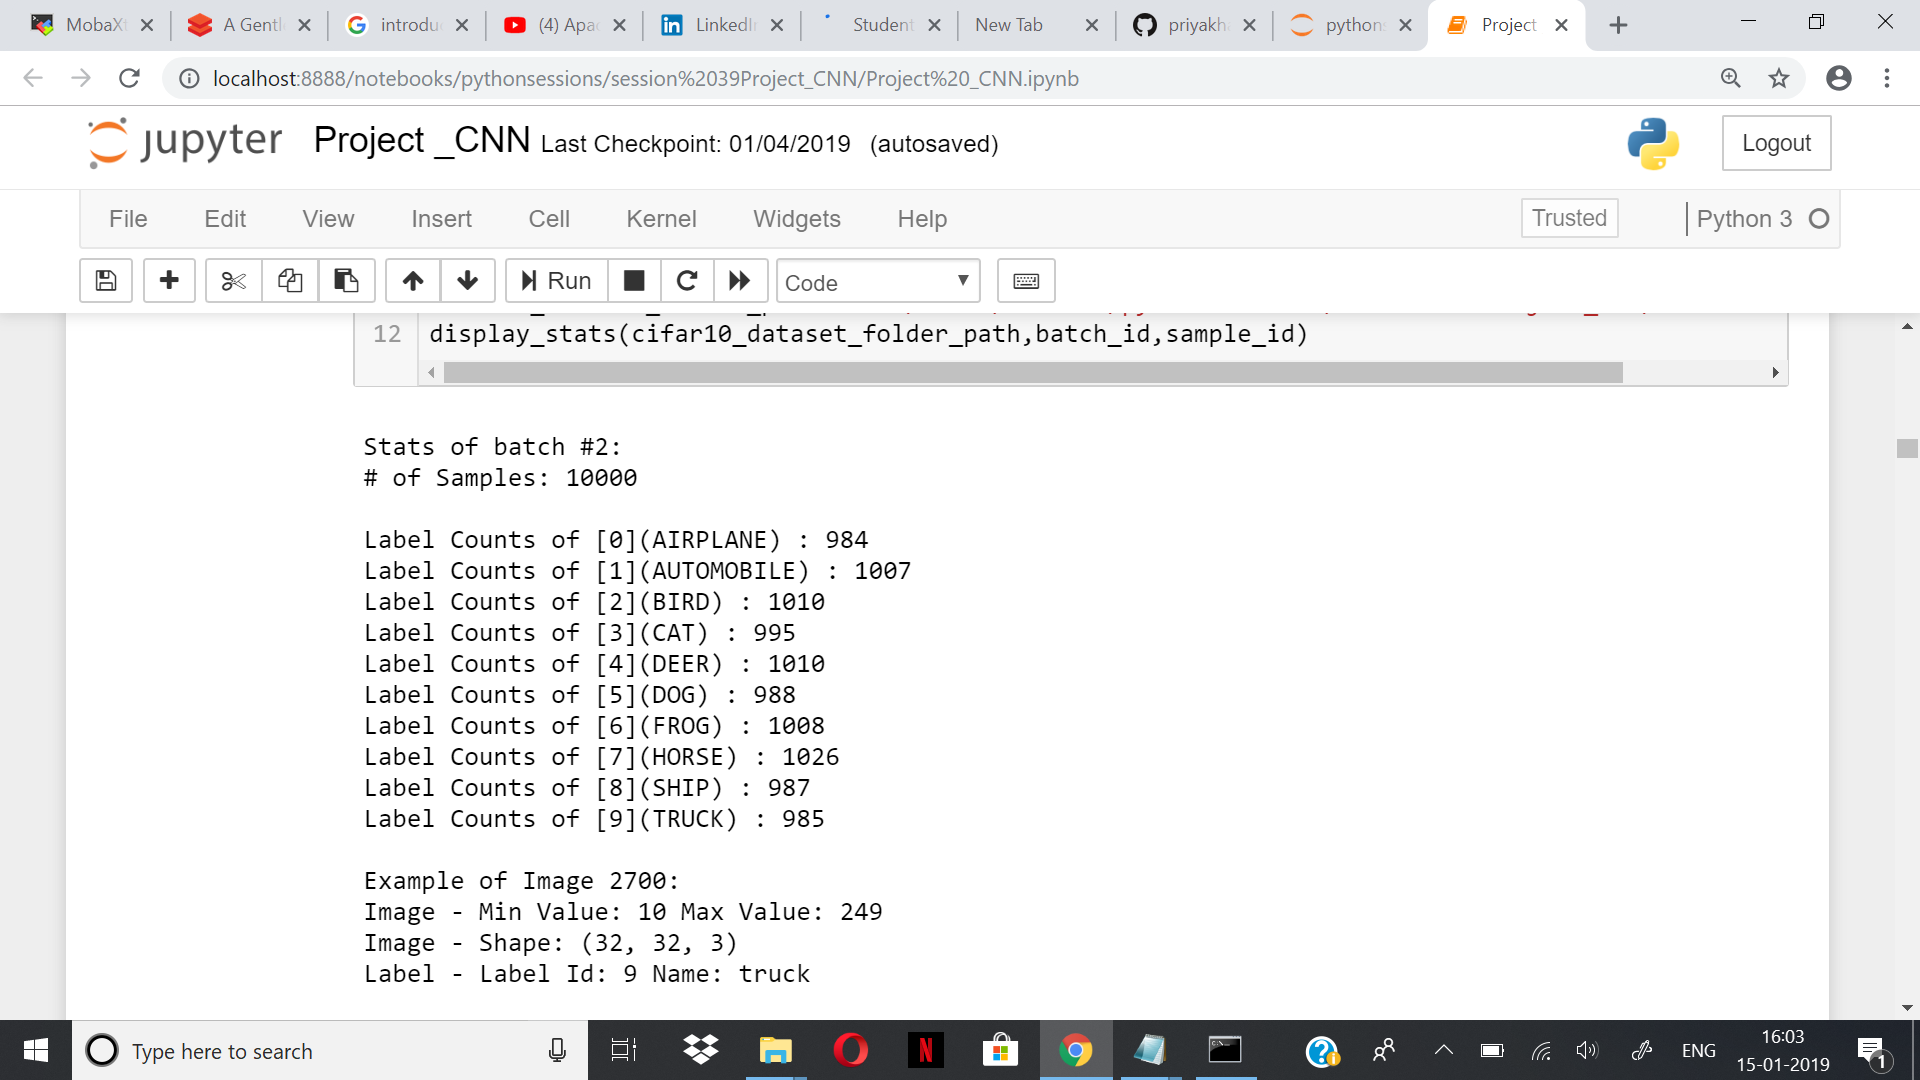 MobaX
A Gentl
introdu
(4) Apa
LinkedIn
Student
New Tab
priyakh
python
Project
localhost:8888/notebooks/pythonsessions/session%2039Project_CNN/Project%20_CNN.ipynb
jupyter Project _CNN Last Checkpoint: 01/04/2019 (autosaved)
Logout
File Edit View Insert Cell Kernel Widgets Help
Trusted
Python 3
Run
Code
12 display_stats(cifar10_dataset_folder_path,batch_id,sample_id)
Stats of batch #2:
# of Samples: 10000
Label Counts of [0](AIRPLANE) : 984
Label Counts of [1](AUTOMOBILE) : 1007
Label Counts of [2](BIRD) : 1010
Label Counts of [3](CAT) : 995
Label Counts of [4](DEER) : 1010
Label Counts of [5](DOG) : 988
Label Counts of [6](FROG) : 1008
Label Counts of [7](HORSE) : 1026
Label Counts of [8](SHIP) : 987
Label Counts of [9](TRUCK) : 985
Example of Image 2700:
Image - Min Value: 10 Max Value: 249
Image - Shape: (32, 32, 3)
Label - Label Id: 9 Name: truck
Type here to search
ENG
16:03
15-01-2019
1